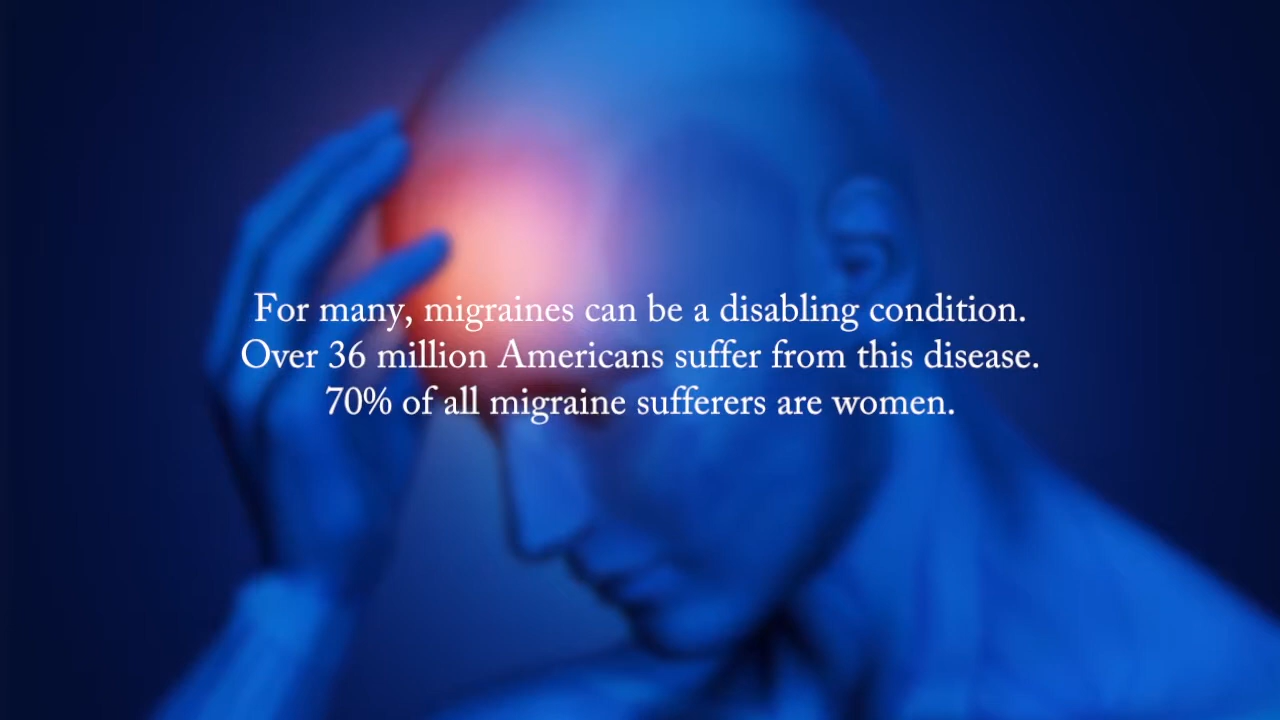 For many, migraines can be a disabling condition.
Over 36 million Americans suffer from this disease.
70% of all migraine sufferers are women.